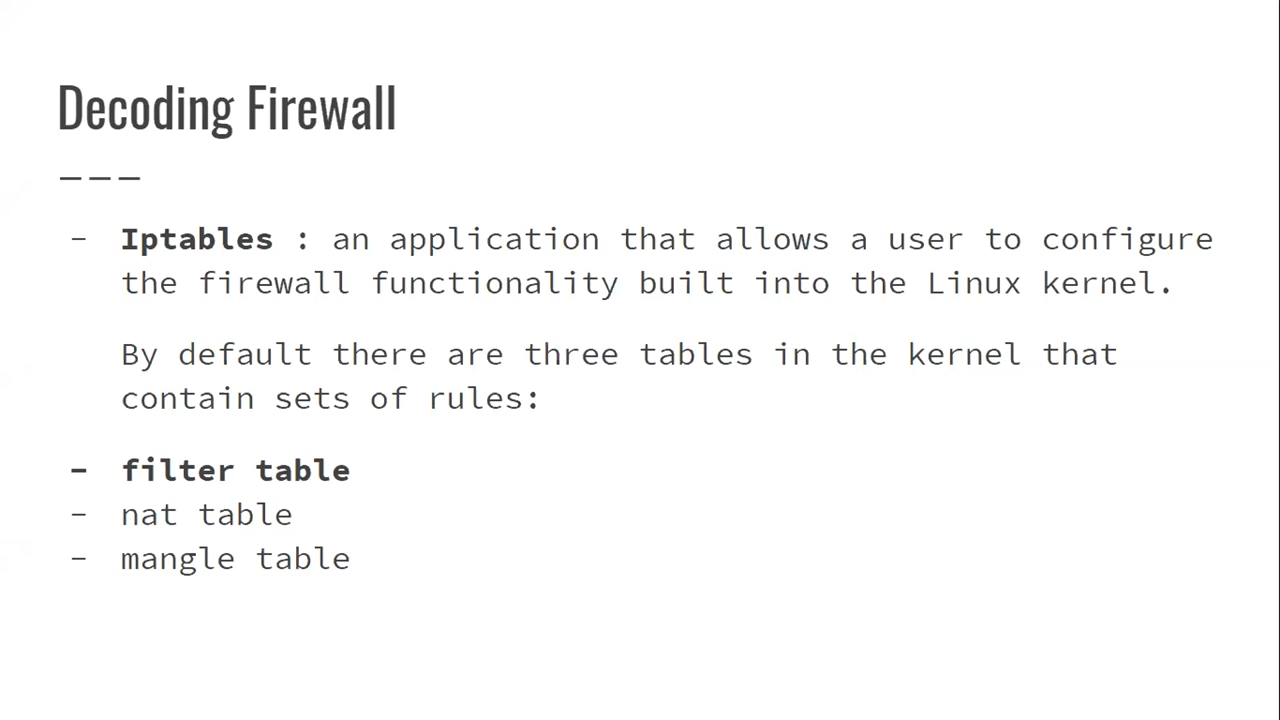 Decoding Firewall
———
- Iptables : an application that allows a user to configure
the firewall functionality built into the Linux kernel.
By default there are three tables in the kernel that
contain sets of rules:
- filter table
- nat table
- mangle table